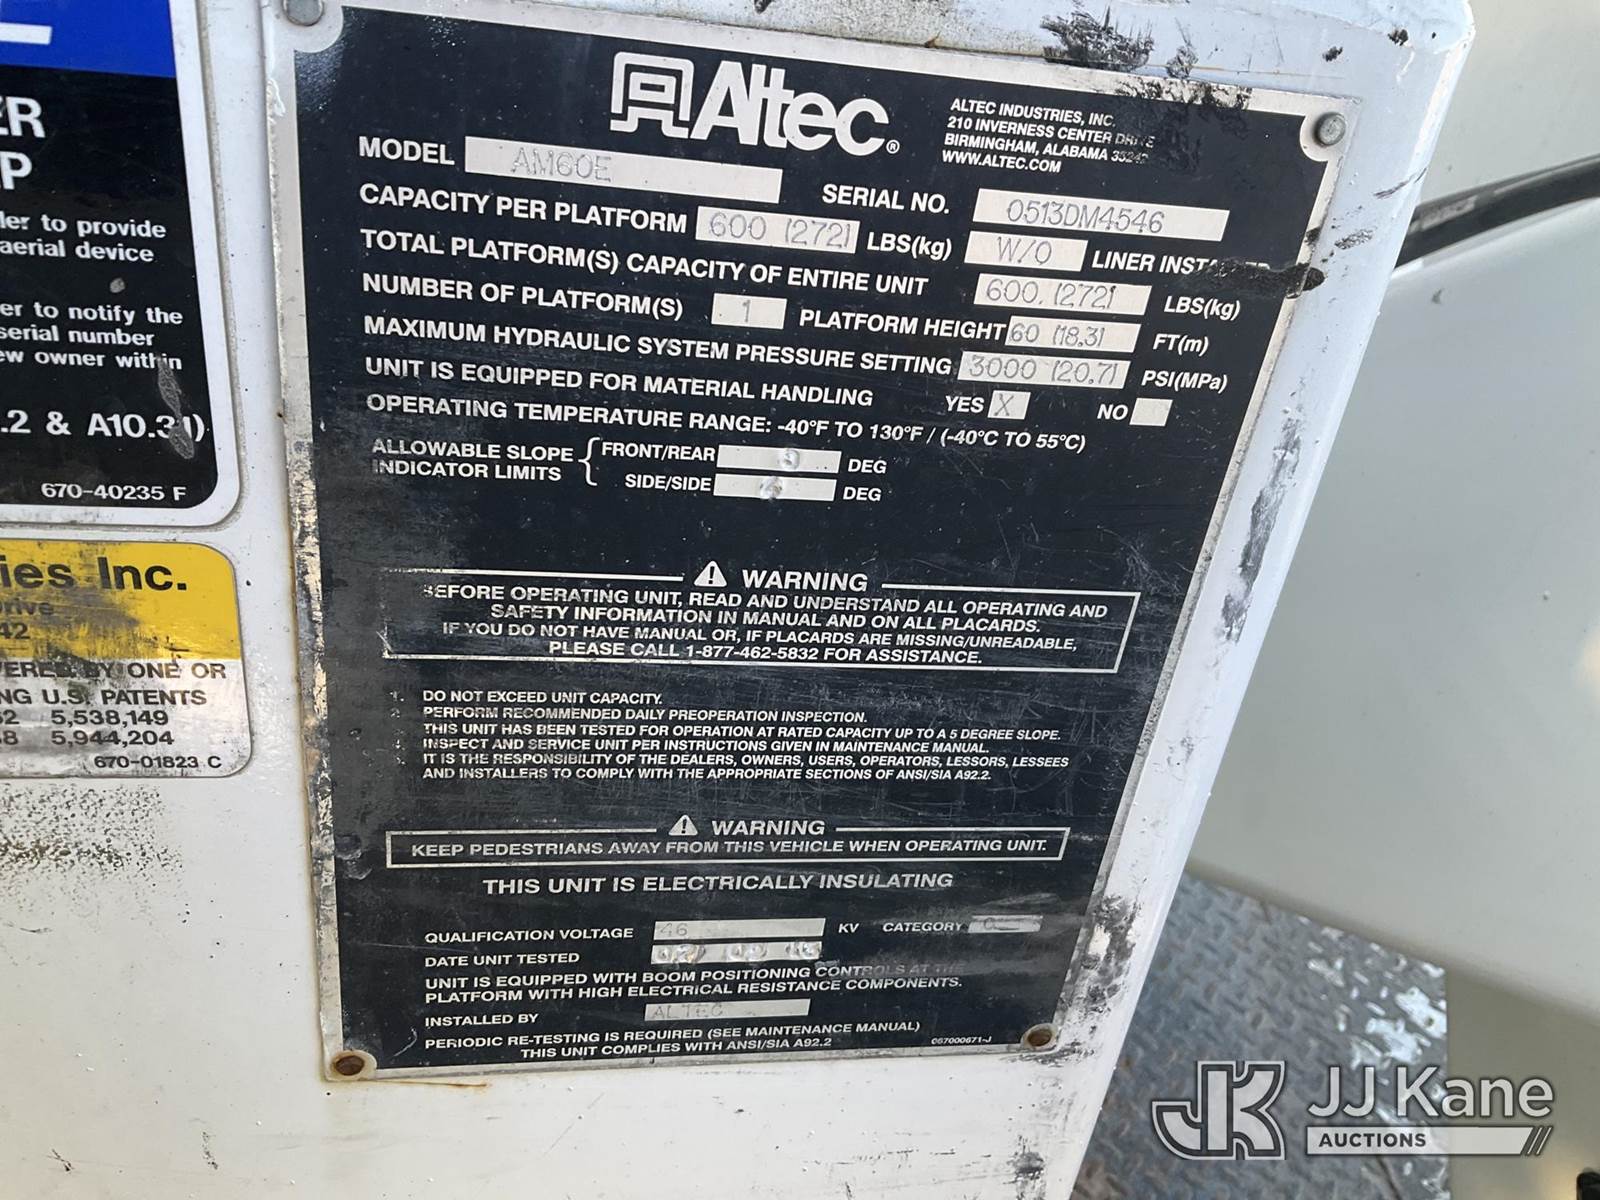 ER
P
ler to provide
aerial device
er to notify the
serial number
ew owner within
.2 & A10.31)
670-40235 F
ies Inc.
Drive
42
VERED BY ONE OR
NG U.S. PATENTS
5,538,149
5,944,204
670-01823 C
Altec®
ALTEC INDUSTRIES, INC.
210 INVERNESS CENTER DRIVE
BIRMINGHAM, ALABAMA 35242
WWW.ALTEC.COM
MODEL AM60E
SERIAL NO. 0513DM4546
CAPACITY PER PLATFORM 600 (272) LBS(kg) W/O LINER INSTALLED
TOTAL PLATFORM(S) CAPACITY OF ENTIRE UNIT 600. (272) LBS(kg)
NUMBER OF PLATFORM(S) 1 PLATFORM HEIGHT 60 (18.3) FT(m)
MAXIMUM HYDRAULIC SYSTEM PRESSURE SETTING 3000 (20.7) PSI(MPa)
UNIT IS EQUIPPED FOR MATERIAL HANDLING YES X NO
OPERATING TEMPERATURE RANGE: -40°F TO 130°F / (-40°C TO 55°C)
ALLOWABLE SLOPE INDICATOR LIMITS
FRONT/REAR DEG
SIDE/SIDE DEG
WARNING
BEFORE OPERATING UNIT, READ AND UNDERSTAND ALL OPERATING AND
SAFETY INFORMATION IN MANUAL AND ON ALL PLACARDS.
IF YOU DO NOT HAVE MANUAL OR, IF PLACARDS ARE MISSING/UNREADABLE,
PLEASE CALL 1-877-462-5832 FOR ASSISTANCE.
1. DO NOT EXCEED UNIT CAPACITY.
2. PERFORM RECOMMENDED DAILY PREOPERATION INSPECTION.
THIS UNIT HAS BEEN TESTED FOR OPERATION AT RATED CAPACITY UP TO A 5 DEGREE SLOPE.
4. INSPECT AND SERVICE UNIT PER INSTRUCTIONS GIVEN IN MAINTENANCE MANUAL.
5. IT IS THE RESPONSIBILITY OF THE DEALERS, OWNERS, USERS, OPERATORS, LESSORS, LESSEES
AND INSTALLERS TO COMPLY WITH THE APPROPRIATE SECTIONS OF ANSI/SIA A92.2.
WARNING
KEEP PEDESTRIANS AWAY FROM THIS VEHICLE WHEN OPERATING UNIT.
THIS UNIT IS ELECTRICALLY INSULATING
QUALIFICATION VOLTAGE 46 KV CATEGORY C
DATE UNIT TESTED
UNIT IS EQUIPPED WITH BOOM POSITIONING CONTROLS AT THE
PLATFORM WITH HIGH ELECTRICAL RESISTANCE COMPONENTS.
INSTALLED BY ALTEC
PERIODIC RE-TESTING IS REQUIRED (SEE MAINTENANCE MANUAL)
THIS UNIT COMPLIES WITH ANSI/SIA A92.2
067000671-J
JK JJ Kane
AUCTIONS